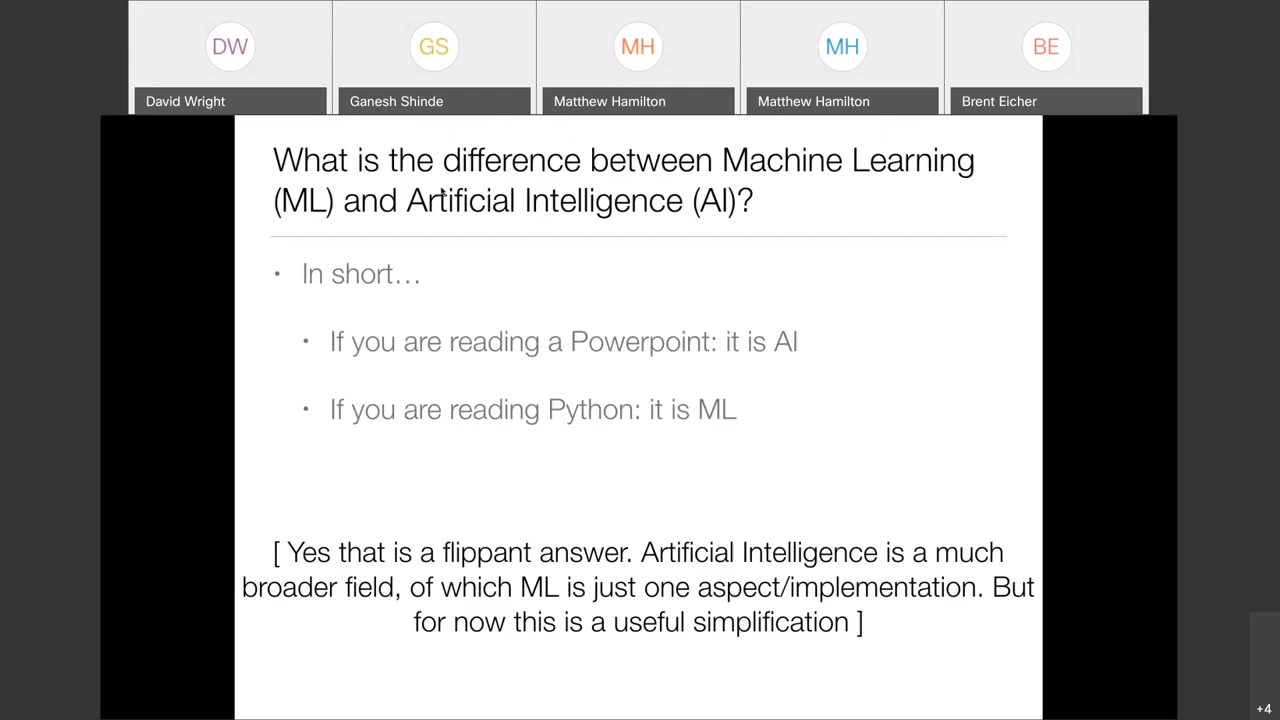 DW
GS
MH
MH
BE
David Wright
Ganesh Shinde
Matthew Hamilton
Matthew Hamilton
Brent Eicher
What is the difference between Machine Learning
(ML) and Artificial Intelligence (AI)?
• In short…
• If you are reading a Powerpoint: it is AI
• If you are reading Python: it is ML
[ Yes that is a flippant answer. Artificial Intelligence is a much
broader field, of which ML is just one aspect/implementation. But
for now this is a useful simplification ]
+4